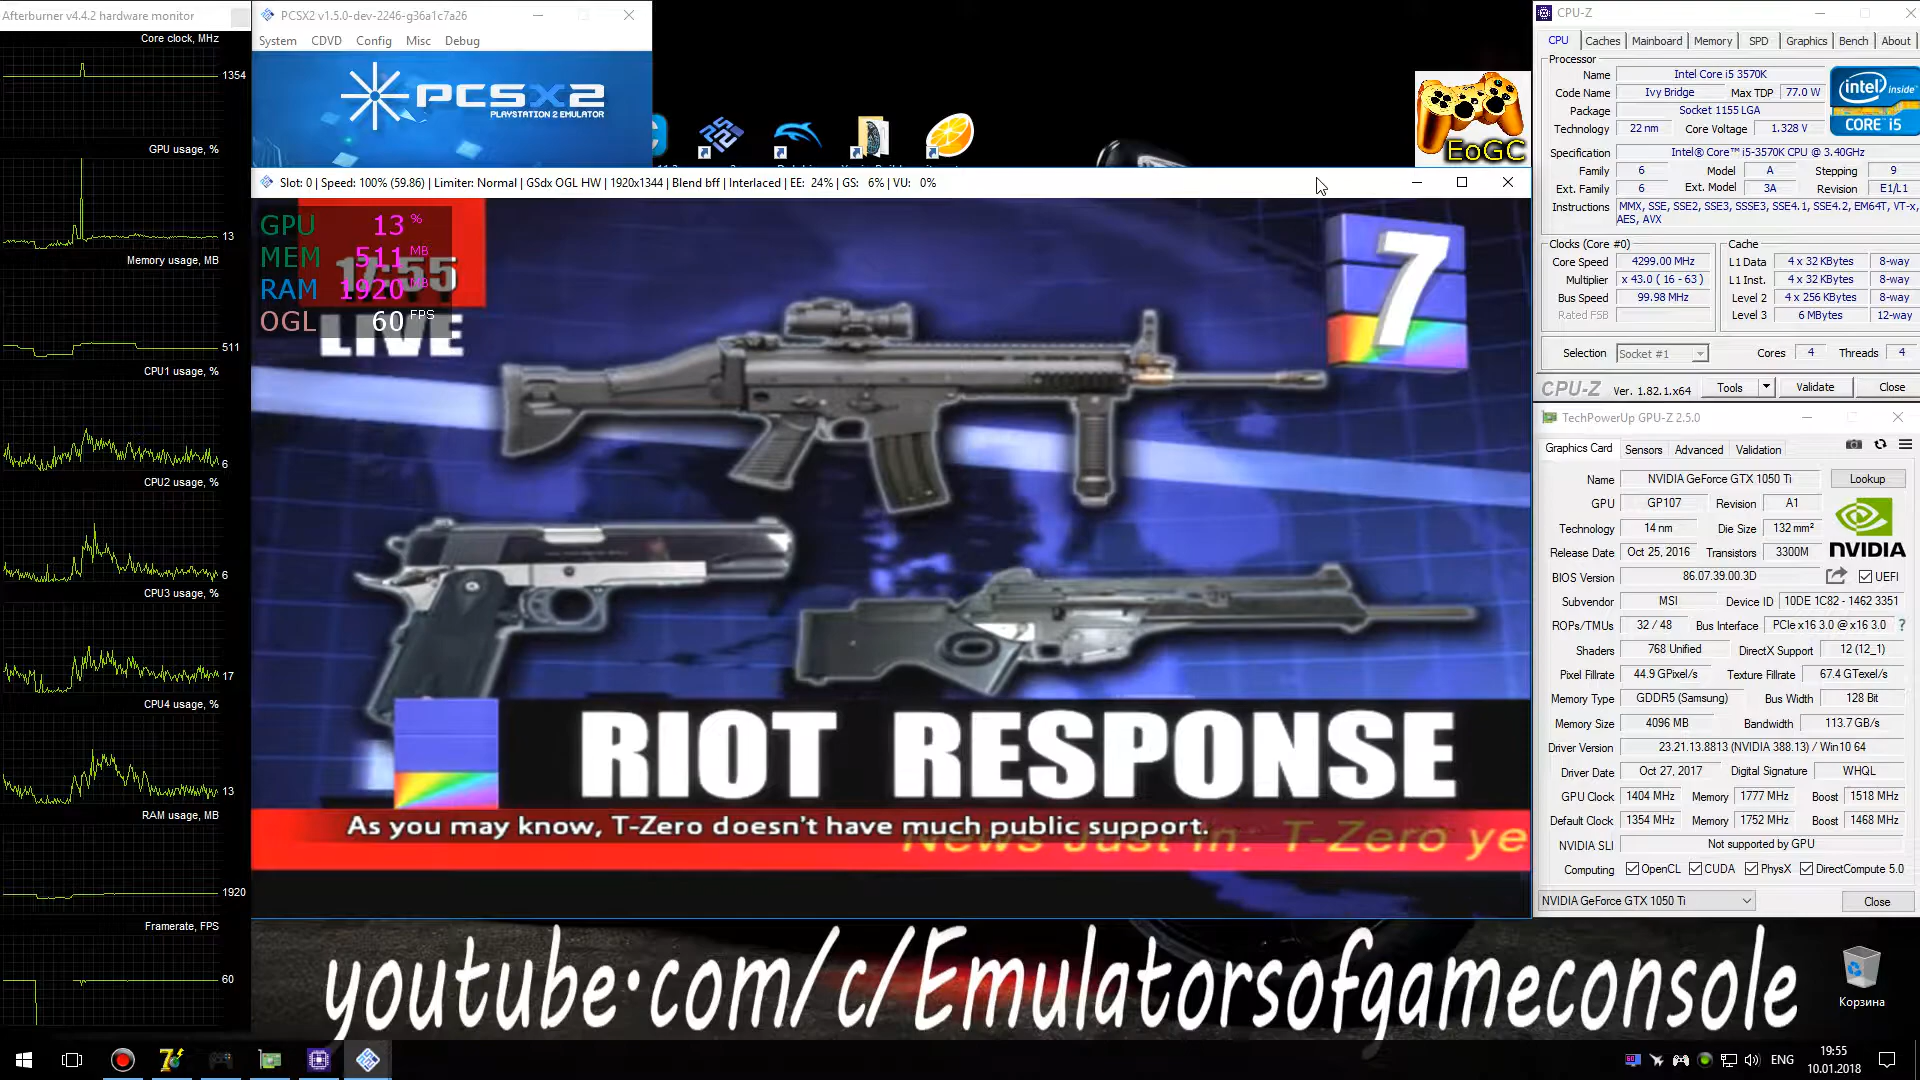 Afterburner v4.4.2 hardware monitor
Core clock, MHz
1354
GPU usage, %
13
Memory usage, MB
511
CPU1 usage, %
6
CPU2 usage, %
6
CPU3 usage, %
17
CPU4 usage, %
13
RAM usage, MB
1920
Framerate, FPS
60
PCSX2 v1.5.0-dev-2246-g36a1c7a26
System CDVD Config Misc Debug
PCSX2
PLAYSTATION 2 EMULATOR
EoGC
Slot: 0 | Speed: 100% (59.86) | Limiter: Normal | GSdx OGL HW | 1920x1344 | Blend bff | Interlaced | EE: 24% | GS: 6% | VU: 0%
GPU 13 %
MEM 511 MB
17:55
RAM 1920 MB
OGL 60 FPS
LIVE
7
RIOT RESPONSE
As you may know, T-Zero doesn't have much public support.
News Just in: T-Zero ye
youtube.com/c/Emulatorsofgameconsole
CPU-Z
CPU Caches Mainboard Memory SPD Graphics Bench About
Processor
Name Intel Core i5 3570K
Code Name Ivy Bridge Max TDP 77.0 W
Package Socket 1155 LGA
Technology 22 nm Core Voltage 1.328 V
intel inside
CORE i5
Specification Intel® Core™ i5-3570K CPU @ 3.40GHz
Family 6 Model A Stepping 9
Ext. Family 6 Ext. Model 3A Revision E1/L1
Instructions MMX, SSE, SSE2, SSE3, SSSE3, SSE4.1, SSE4.2, EM64T, VT-x,
AES, AVX
Clocks (Core #0) Cache
Core Speed 4299.00 MHz L1 Data 4 x 32 KBytes 8-way
Multiplier x 43.0 ( 16 - 63 ) L1 Inst. 4 x 32 KBytes 8-way
Bus Speed 99.98 MHz Level 2 4 x 256 KBytes 8-way
Rated FSB Level 3 6 MBytes 12-way
Selection Socket #1 Cores 4 Threads 4
CPU-Z Ver. 1.82.1.x64 Tools Validate Close
TechPowerUp GPU-Z 2.5.0
Graphics Card Sensors Advanced Validation
Name NVIDIA GeForce GTX 1050 Ti Lookup
GPU GP107 Revision A1
Technology 14 nm Die Size 132 mm²
Release Date Oct 25, 2016 Transistors 3300M
NVIDIA
BIOS Version 86.07.39.00.3D UEFI
Subvendor MSI Device ID 10DE 1C82 - 1462 3351
ROPs/TMUs 32 / 48 Bus Interface PCIe x16 3.0 @ x16 3.0 ?
Shaders 768 Unified DirectX Support 12 (12_1)
Pixel Fillrate 44.9 GPixel/s Texture Fillrate 67.4 GTexel/s
Memory Type GDDR5 (Samsung) Bus Width 128 Bit
Memory Size 4096 MB Bandwidth 113.7 GB/s
Driver Version 23.21.13.8813 (NVIDIA 388.13) / Win10 64
Driver Date Oct 27, 2017 Digital Signature WHQL
GPU Clock 1404 MHz Memory 1777 MHz Boost 1518 MHz
Default Clock 1354 MHz Memory 1752 MHz Boost 1468 MHz
NVIDIA SLI Not supported by GPU
Computing OpenCL CUDA PhysX DirectCompute 5.0
NVIDIA GeForce GTX 1050 Ti Close
Корзина
ENG
19:55
10.01.2018